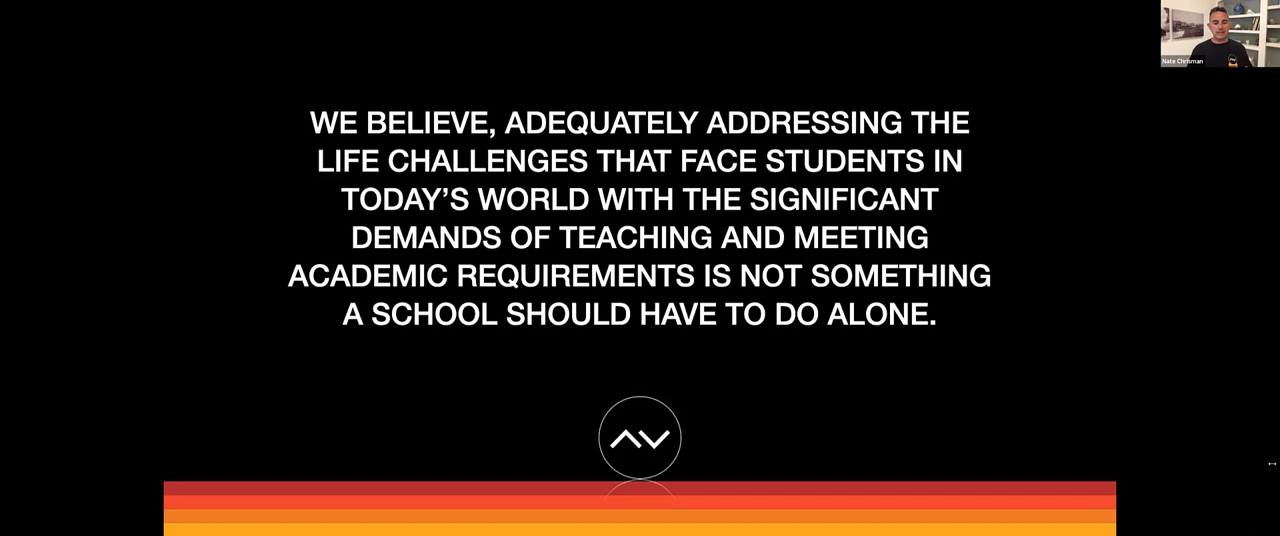 Nate Chrisman
WE BELIEVE, ADEQUATELY ADDRESSING THE
LIFE CHALLENGES THAT FACE STUDENTS IN
TODAY’S WORLD WITH THE SIGNIFICANT
DEMANDS OF TEACHING AND MEETING
ACADEMIC REQUIREMENTS IS NOT SOMETHING
A SCHOOL SHOULD HAVE TO DO ALONE.